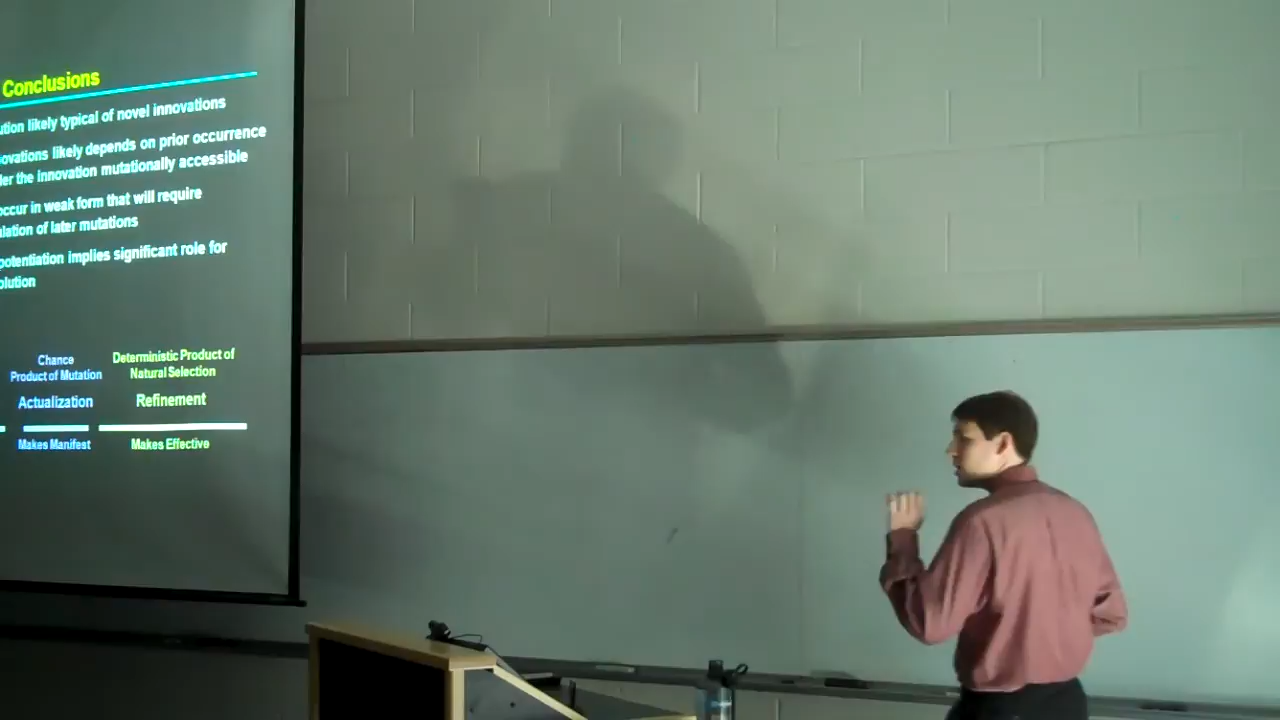 Conclusions
ution likely typical of novel innovations
ovations likely depends on prior occurrence
der the innovation mutationally accessible
occur in weak form that will require
ulation of later mutations
potentiation implies significant role for
olution
Chance
Product of Mutation
Deterministic Product of
Natural Selection
Actualization
Refinement
Makes Manifest
Makes Effective